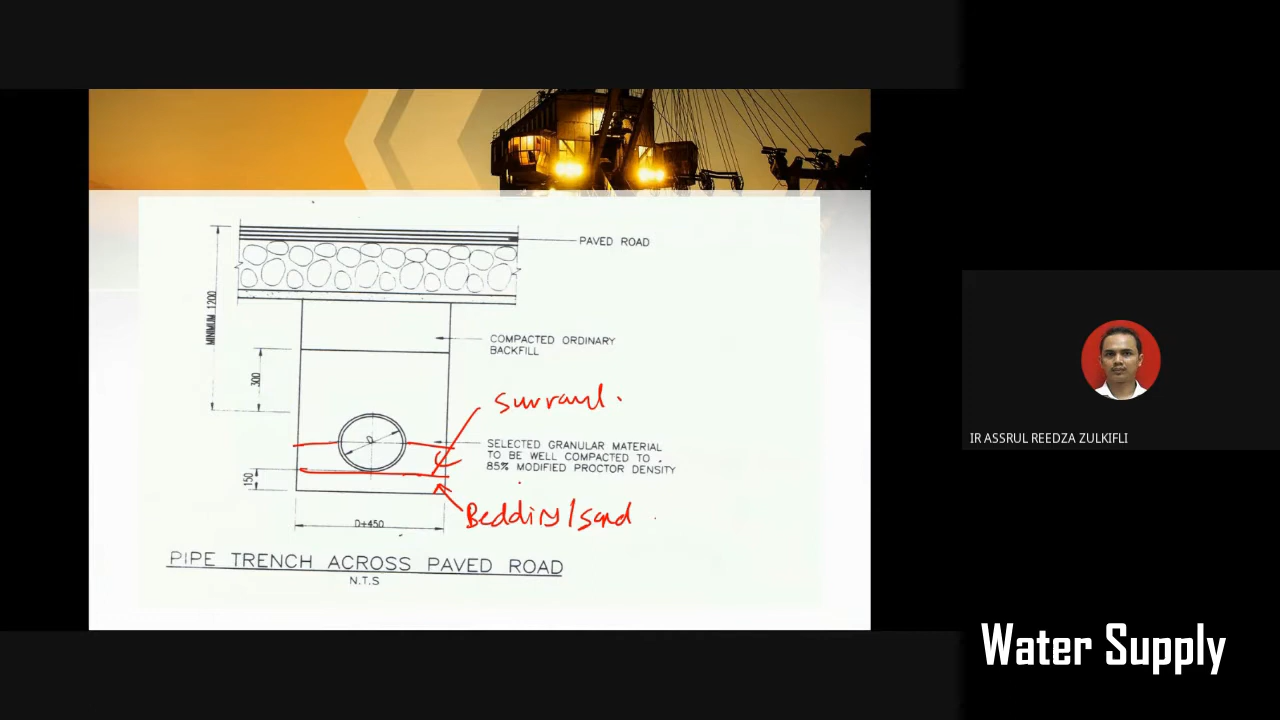 PAVED ROAD
MINIMUM 1200
COMPACTED ORDINARY
BACKFILL
300
SELECTED GRANULAR MATERIAL
TO BE WELL COMPACTED TO
85% MODIFIED PROCTOR DENSITY
150
Bedding/sand
D+450
PIPE TRENCH ACROSS PAVED ROAD
N.T.S
IR ASSRUL REEDZA ZULKIFLI
Water Supply